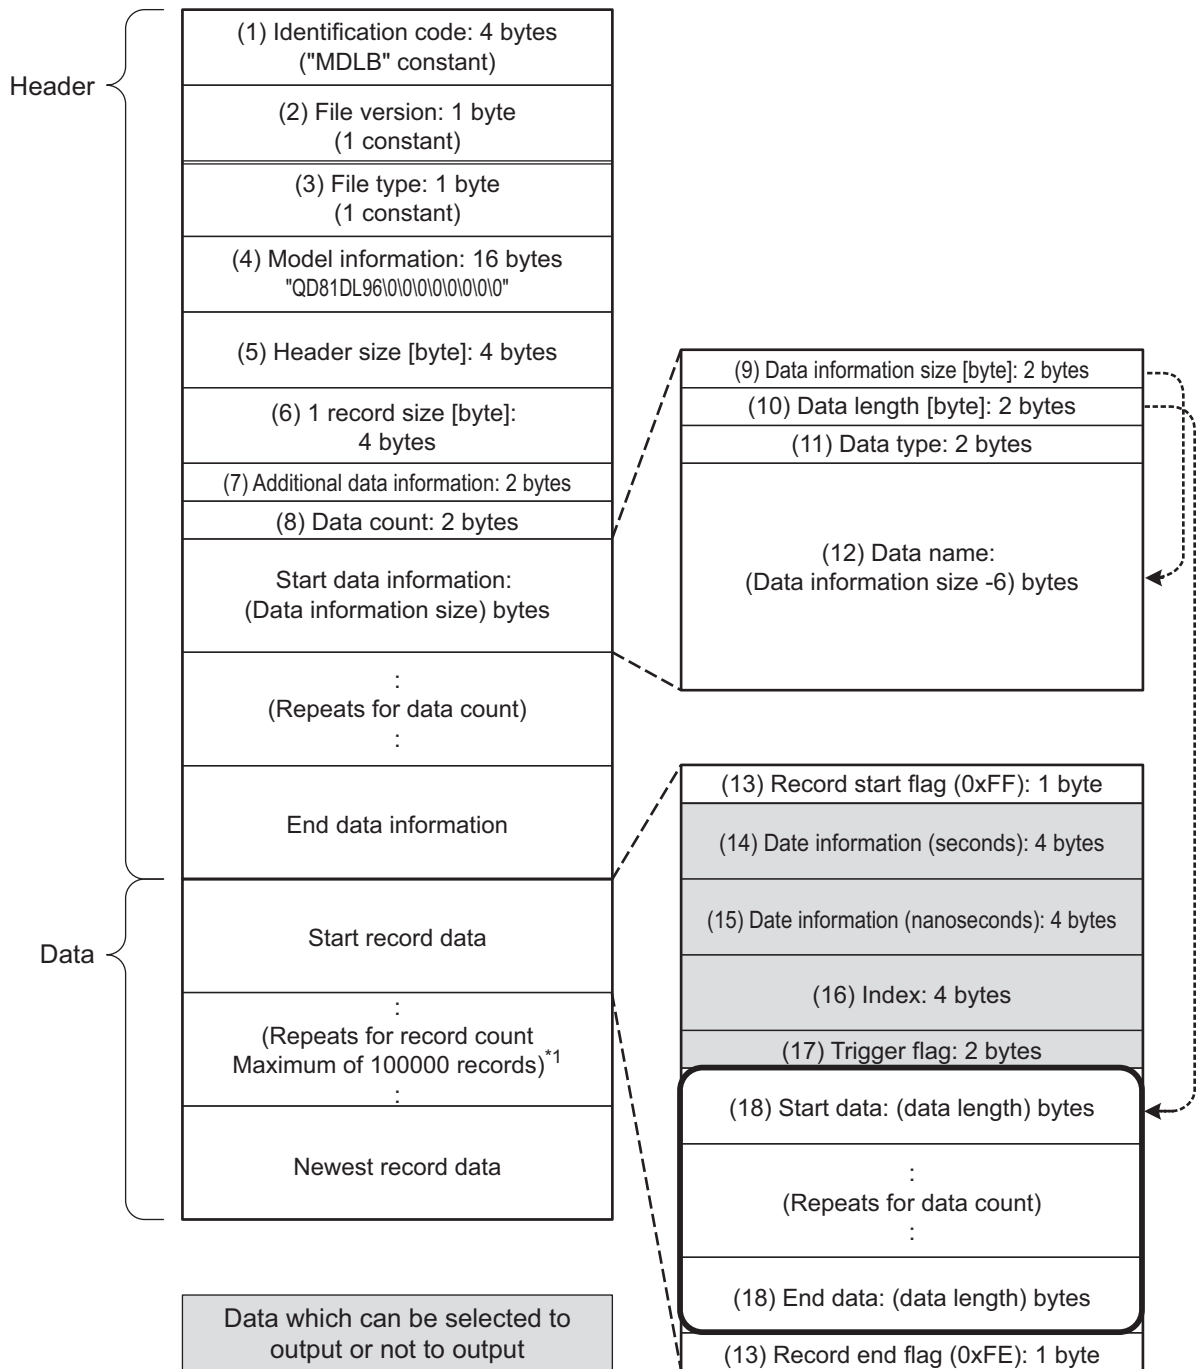 Header
(1) Identification code: 4 bytes
("MDLB" constant)
(2) File version: 1 byte
(1 constant)
(3) File type: 1 byte
(1 constant)
(4) Model information: 16 bytes
"QD81DL96\0\0\0\0\0\0\0\0"
(5) Header size [byte]: 4 bytes
(6) 1 record size [byte]:
4 bytes
(7) Additional data information: 2 bytes
(8) Data count: 2 bytes
Start data information:
(Data information size) bytes
:
(Repeats for data count)
:
End data information
(9) Data information size [byte]: 2 bytes
(10) Data length [byte]: 2 bytes
(11) Data type: 2 bytes
(12) Data name:
(Data information size -6) bytes
Data
Start record data
:
(Repeats for record count
Maximum of 100000 records)*1
:
Newest record data
(13) Record start flag (0xFF): 1 byte
(14) Date information (seconds): 4 bytes
(15) Date information (nanoseconds): 4 bytes
(16) Index: 4 bytes
(17) Trigger flag: 2 bytes
(18) Start data: (data length) bytes
:
(Repeats for data count)
:
(18) End data: (data length) bytes
(13) Record end flag (0xFE): 1 byte
Data which can be selected to
output or not to output